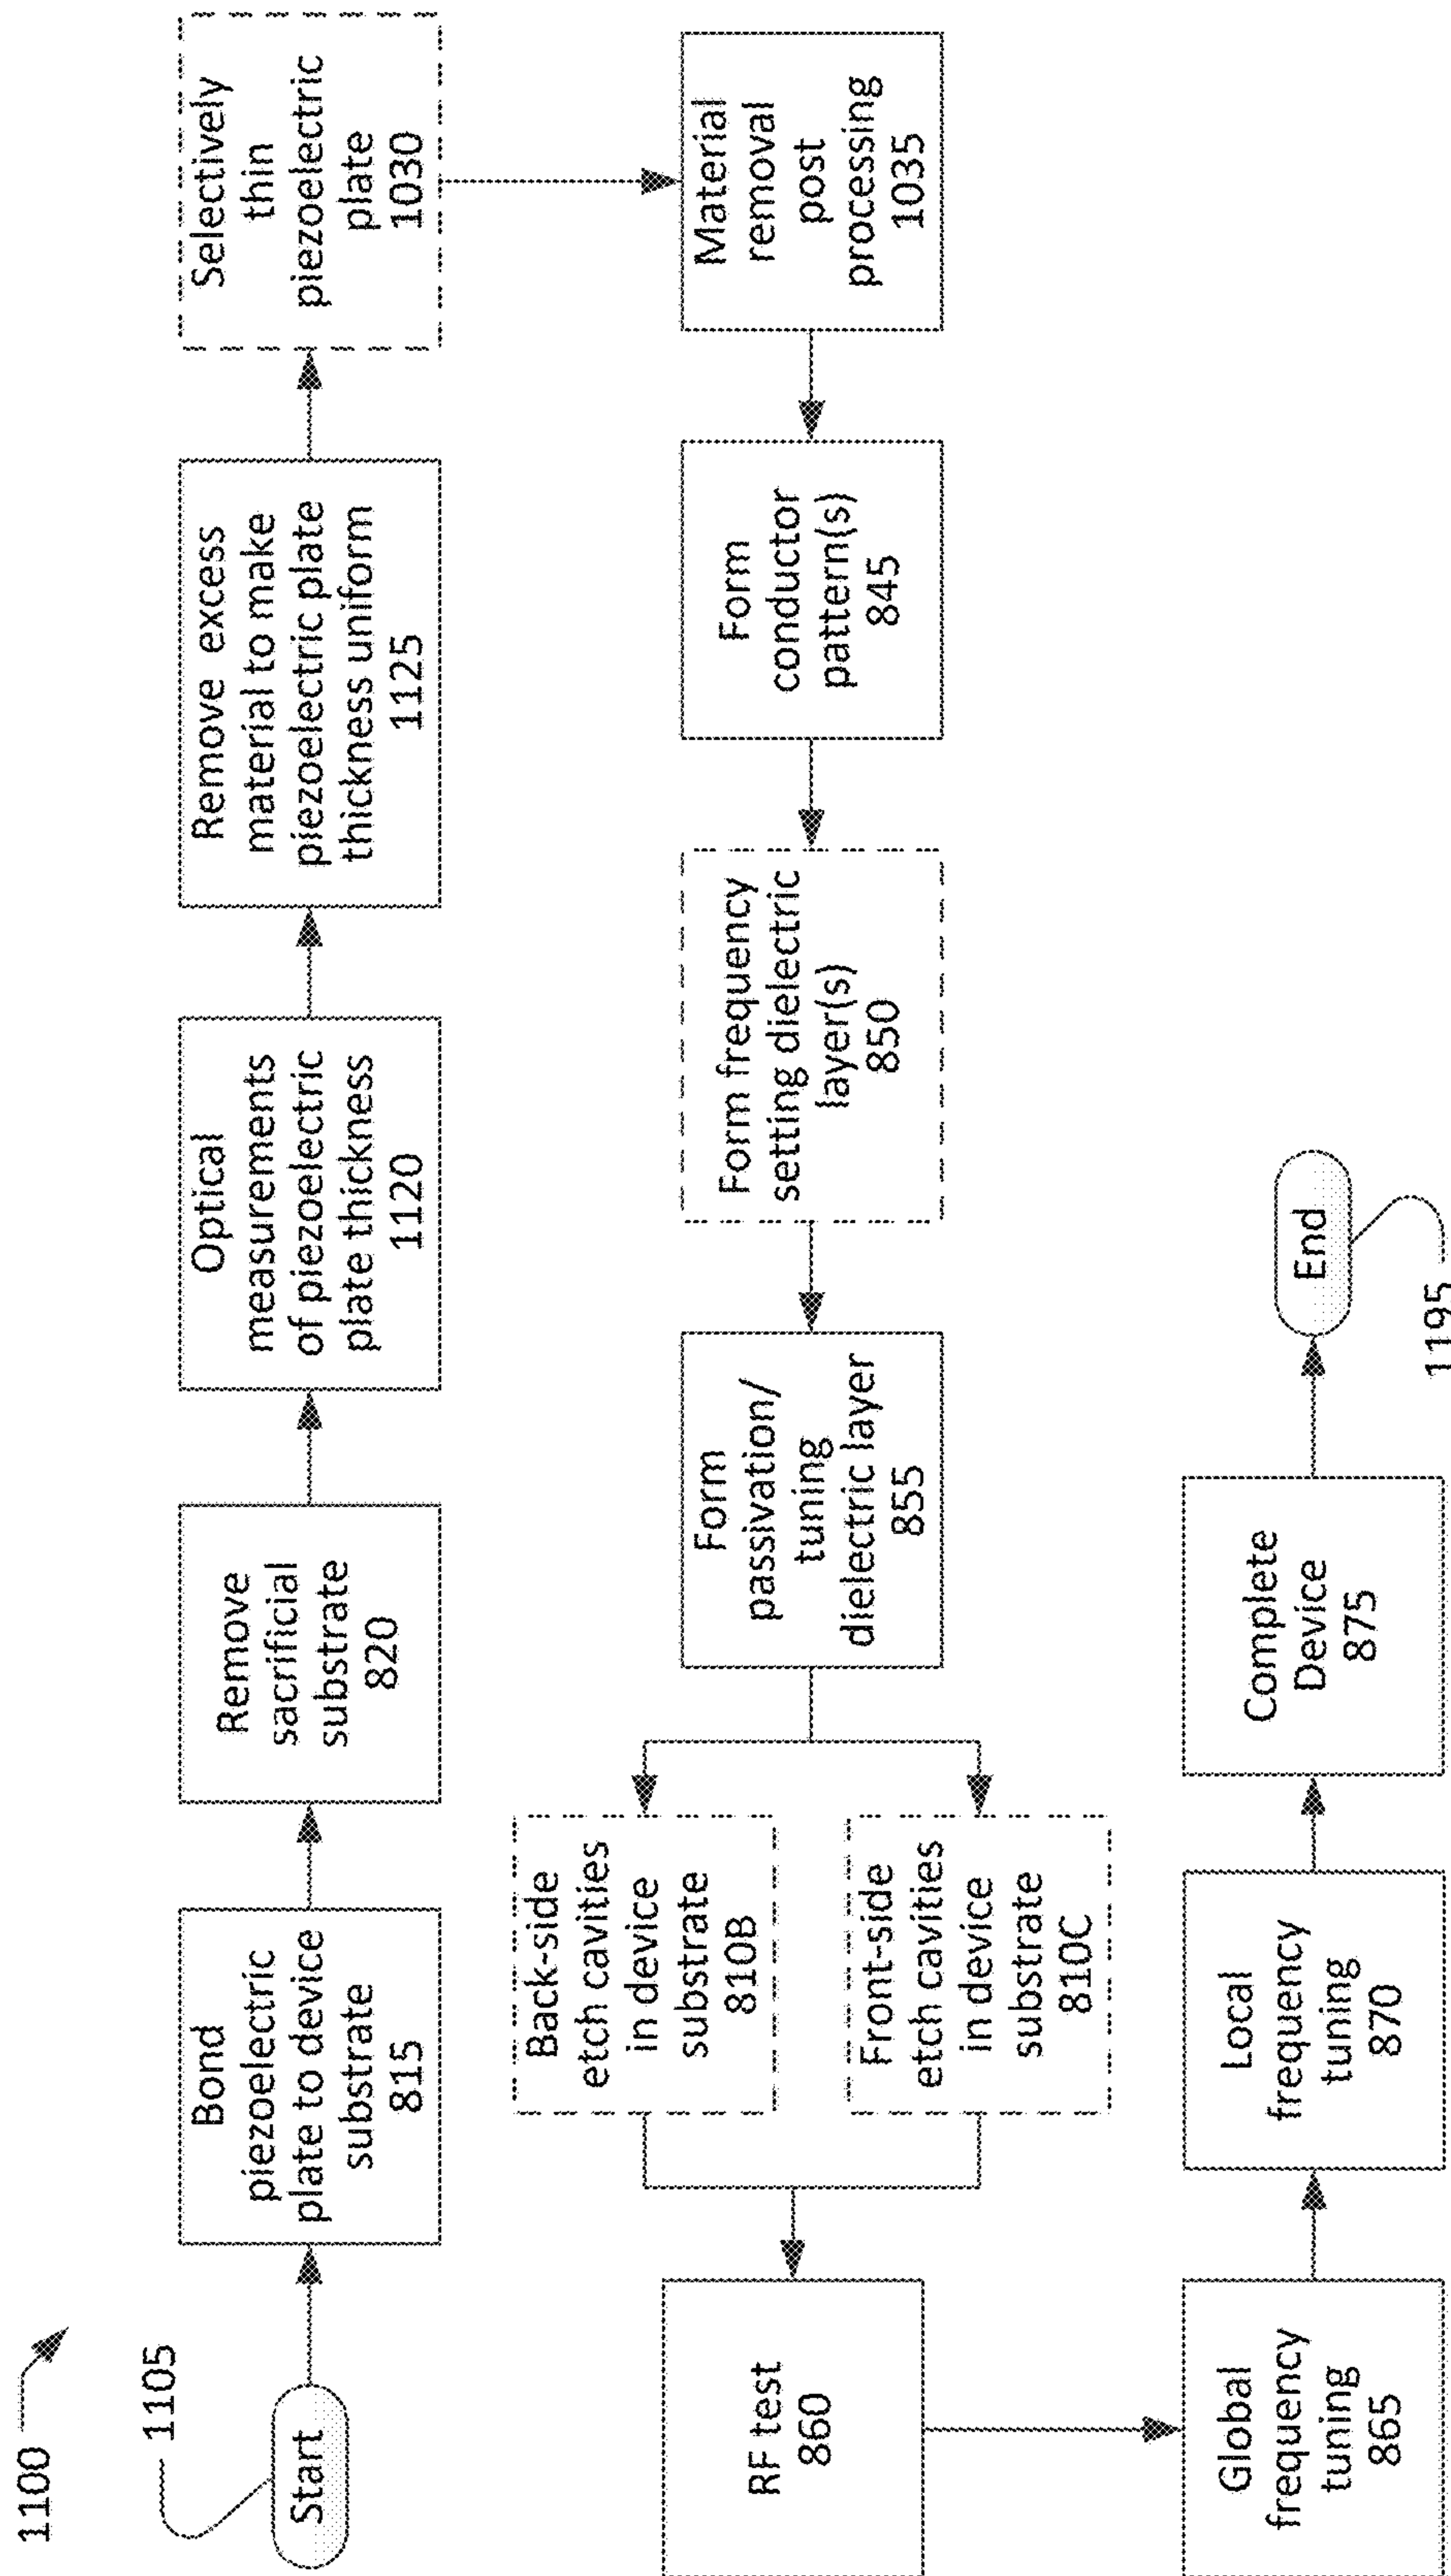 1100
1105
Start
Bond
piezoelectric
plate to device
substrate
815
Remove
sacrificial
substrate
820
Optical
measurements
of piezoelectric
plate thickness
1120
Remove excess
material to make
piezoelectric plate
thickness uniform
1125
Selectively
thin
piezoelectric
plate
1030
Material
removal
post
processing
1035
Form
conductor
pattern(s)
845
Form frequency
setting dielectric
layer(s)
850
Form
passivation/
tuning
dielectric layer
855
Back-side
etch cavities
in device
substrate
810B
Front-side
etch cavities
in device
substrate
810C
RF test
860
Global
frequency
tuning
865
Local
frequency
tuning
870
Complete
Device
875
End
1195